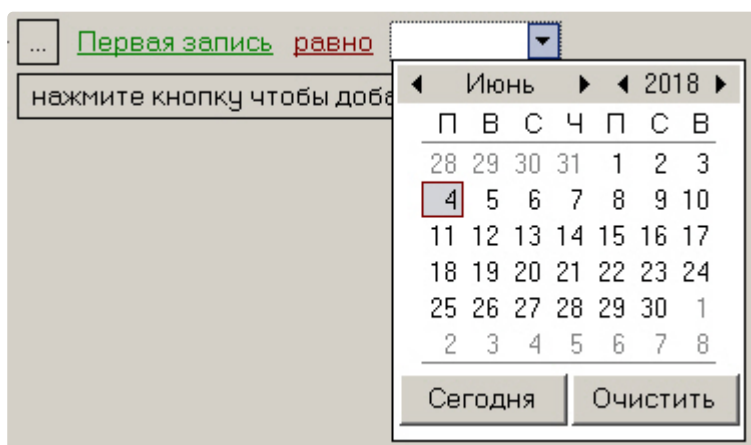 ... Первая запись равно
нажмите кнопку чтобы
Июнь 2018
П В С Ч П С В
28 29 30 31 1 2 3
4 5 6 7 8 9 10
11 12 13 14 15 16 17
18 19 20 21 22 23 24
25 26 27 28 29 30 1
2 3 4 5 6 7 8
Сегодня Очистить